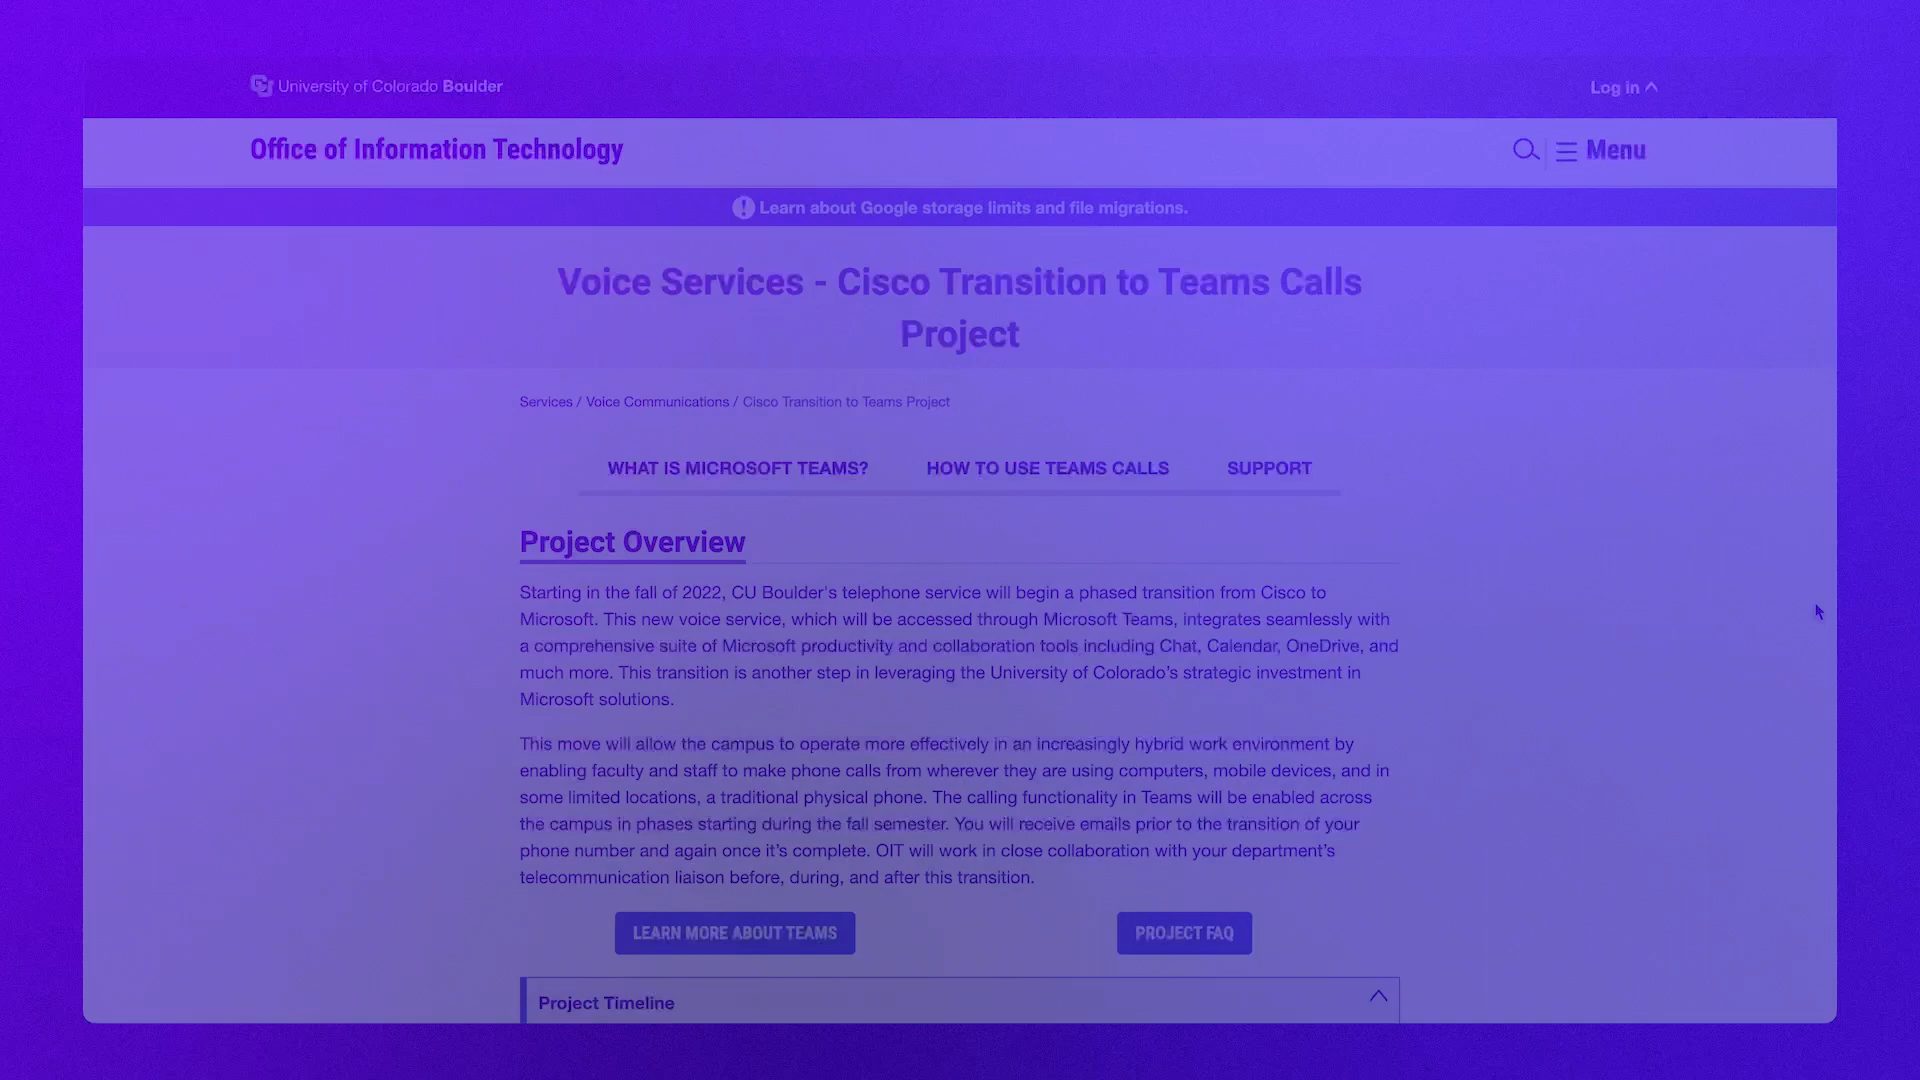 University of Colorado Boulder
Log in
Office of Information Technology
Menu
Learn about Google storage limits and file migrations.
Voice Services - Cisco Transition to Teams Calls
Project
Services / Voice Communications / Cisco Transition to Teams Project
WHAT IS MICROSOFT TEAMS? HOW TO USE TEAMS CALLS SUPPORT
Project Overview
Starting in the fall of 2022, CU Boulder's telephone service will begin a phased transition from Cisco to
Microsoft. This new voice service, which will be accessed through Microsoft Teams, integrates seamlessly with
a comprehensive suite of Microsoft productivity and collaboration tools including Chat, Calendar, OneDrive, and
much more. This transition is another step in leveraging the University of Colorado’s strategic investment in
Microsoft solutions.
This move will allow the campus to operate more effectively in an increasingly hybrid work environment by
enabling faculty and staff to make phone calls from wherever they are using computers, mobile devices, and in
some limited locations, a traditional physical phone. The calling functionality in Teams will be enabled across
the campus in phases starting during the fall semester. You will receive emails prior to the transition of your
phone number and again once it’s complete. OIT will work in close collaboration with your department’s
telecommunication liaison before, during, and after this transition.
LEARN MORE ABOUT TEAMS
PROJECT FAQ
Project Timeline